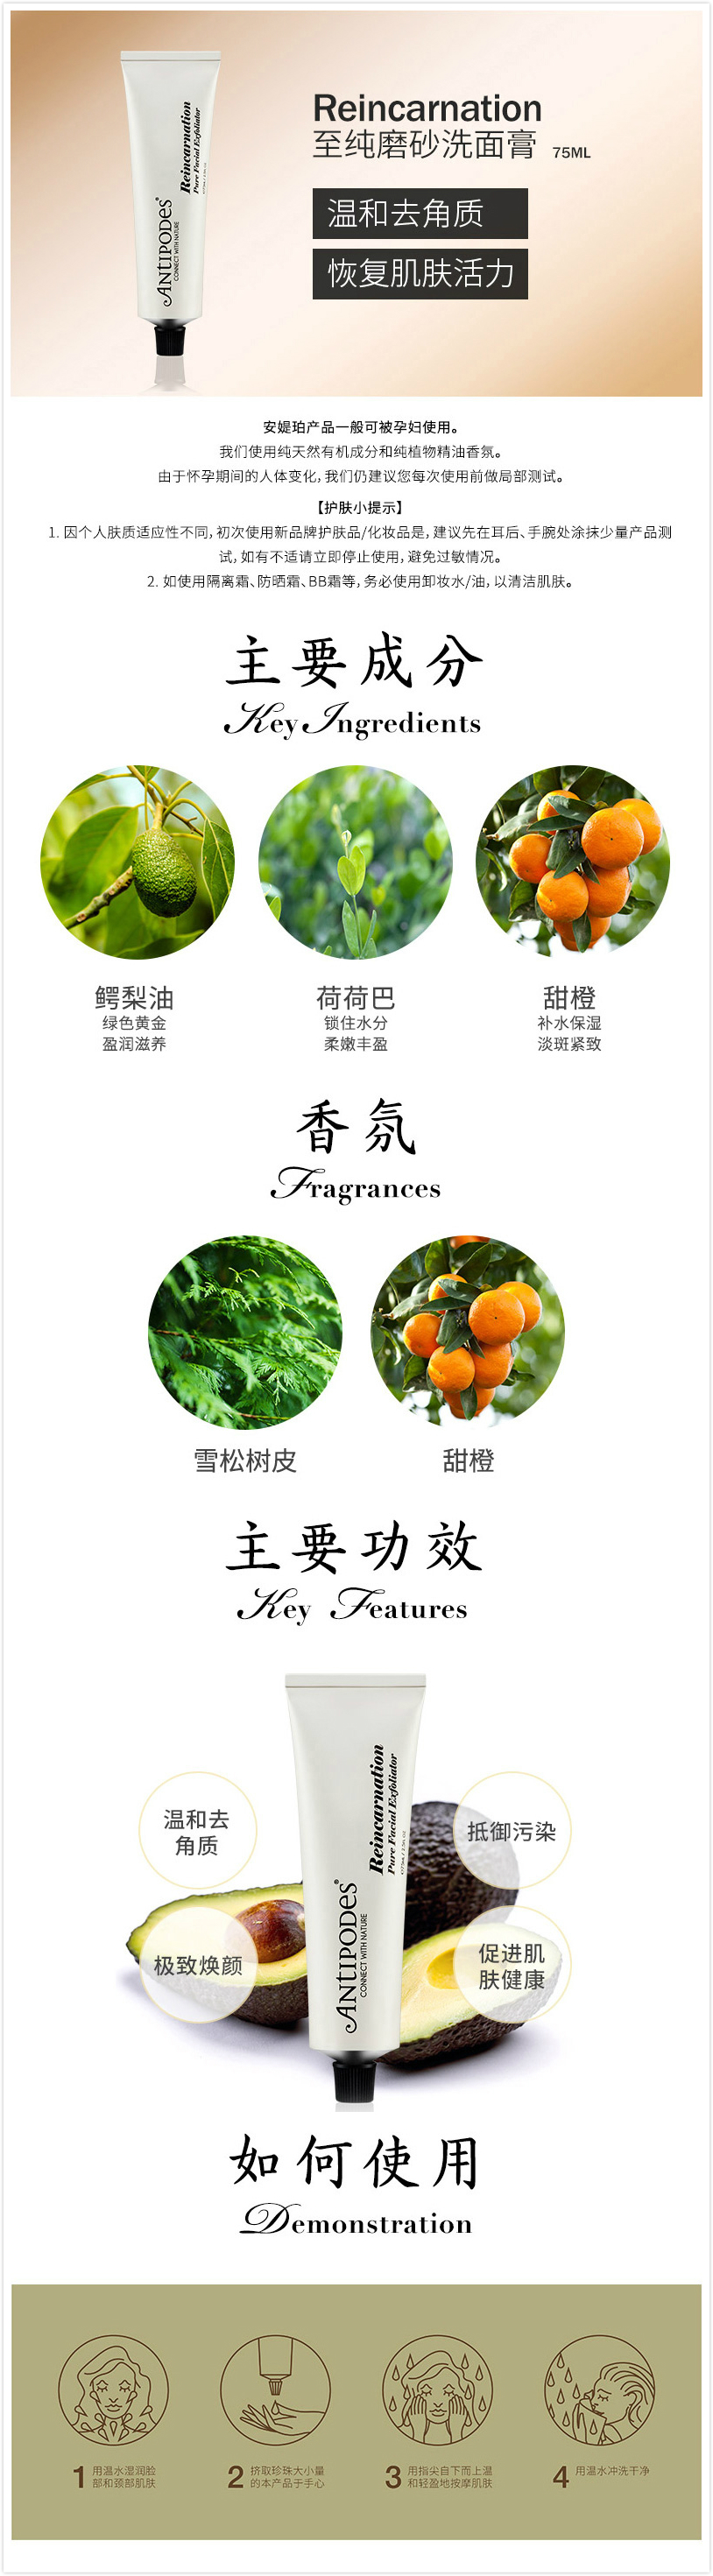 Reincarnation
至纯磨砂洗面膏 75ML
温和去角质
恢复肌肤活力
ANTIPODES®
CONNECT WITH NATURE
Reincarnation
Pure Facial Exfoliator
安媞珀产品一般可被孕妇使用。
我们使用纯天然有机成分和纯植物精油香氛。
由于怀孕期间的人体变化,我们仍建议您每次使用前做局部测试。
【护肤小提示】
1. 因个人肤质适应性不同,初次使用新品牌护肤品/化妆品是,建议先在耳后、手腕处涂抹少量产品测
试,如有不适请立即停止使用,避免过敏情况。
2. 如使用隔离霜、防晒霜、BB霜等,务必使用卸妆水/油,以清洁肌肤。
主要成分
Key Ingredients
鳄梨油
绿色黄金
盈润滋养
荷荷巴
锁住水分
柔嫩丰盈
甜橙
补水保湿
淡斑紧致
香氛
Fragrances
雪松树皮
甜橙
主要功效
Key Features
温和去
角质
抵御污染
极致焕颜
促进肌
肤健康
ANTIPODES®
CONNECT WITH NATURE
Reincarnation
Pure Facial Exfoliator
如何使用
Demonstration
1 用温水湿润脸
部和颈部肌肤
2 挤取珍珠大小量
的本产品于手心
3 用指尖自下而上温
和轻盈地按摩肌肤
4 用温水冲洗干净